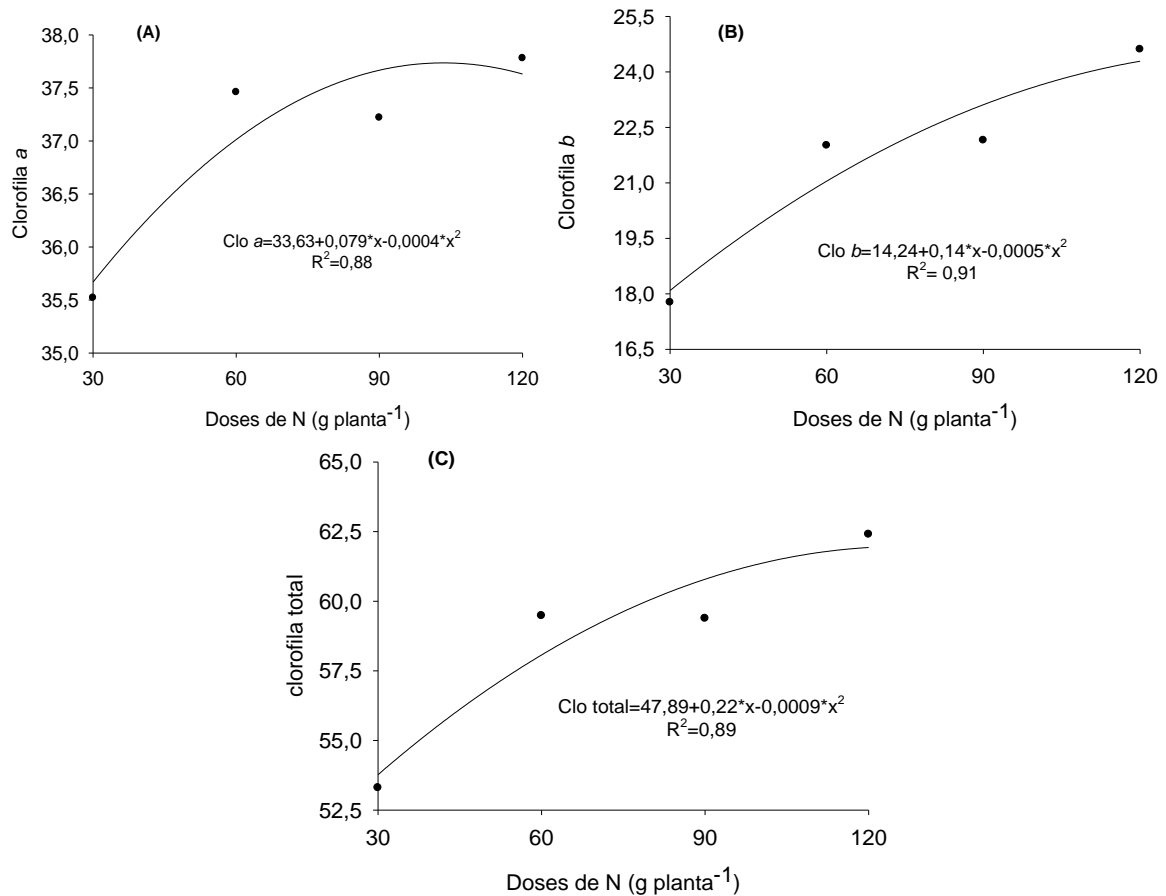 (A)
38,0
37,5
37,0
36,5
36,0
35,5
35,0
Clorofila a
Clo a=33,63+0,079*x-0,0004*x²
R²=0,88
30 60 90 120
Doses de N (g planta⁻¹)
(B)
25,5
24,0
22,5
21,0
19,5
18,0
16,5
Clorofila b
Clo b=14,24+0,14*x-0,0005*x²
R²= 0,91
30 60 90 120
Doses de N (g planta⁻¹)
(C)
65,0
62,5
60,0
57,5
55,0
52,5
clorofila total
Clo total=47,89+0,22*x-0,0009*x²
R²=0,89
30 60 90 120
Doses de N (g planta⁻¹)